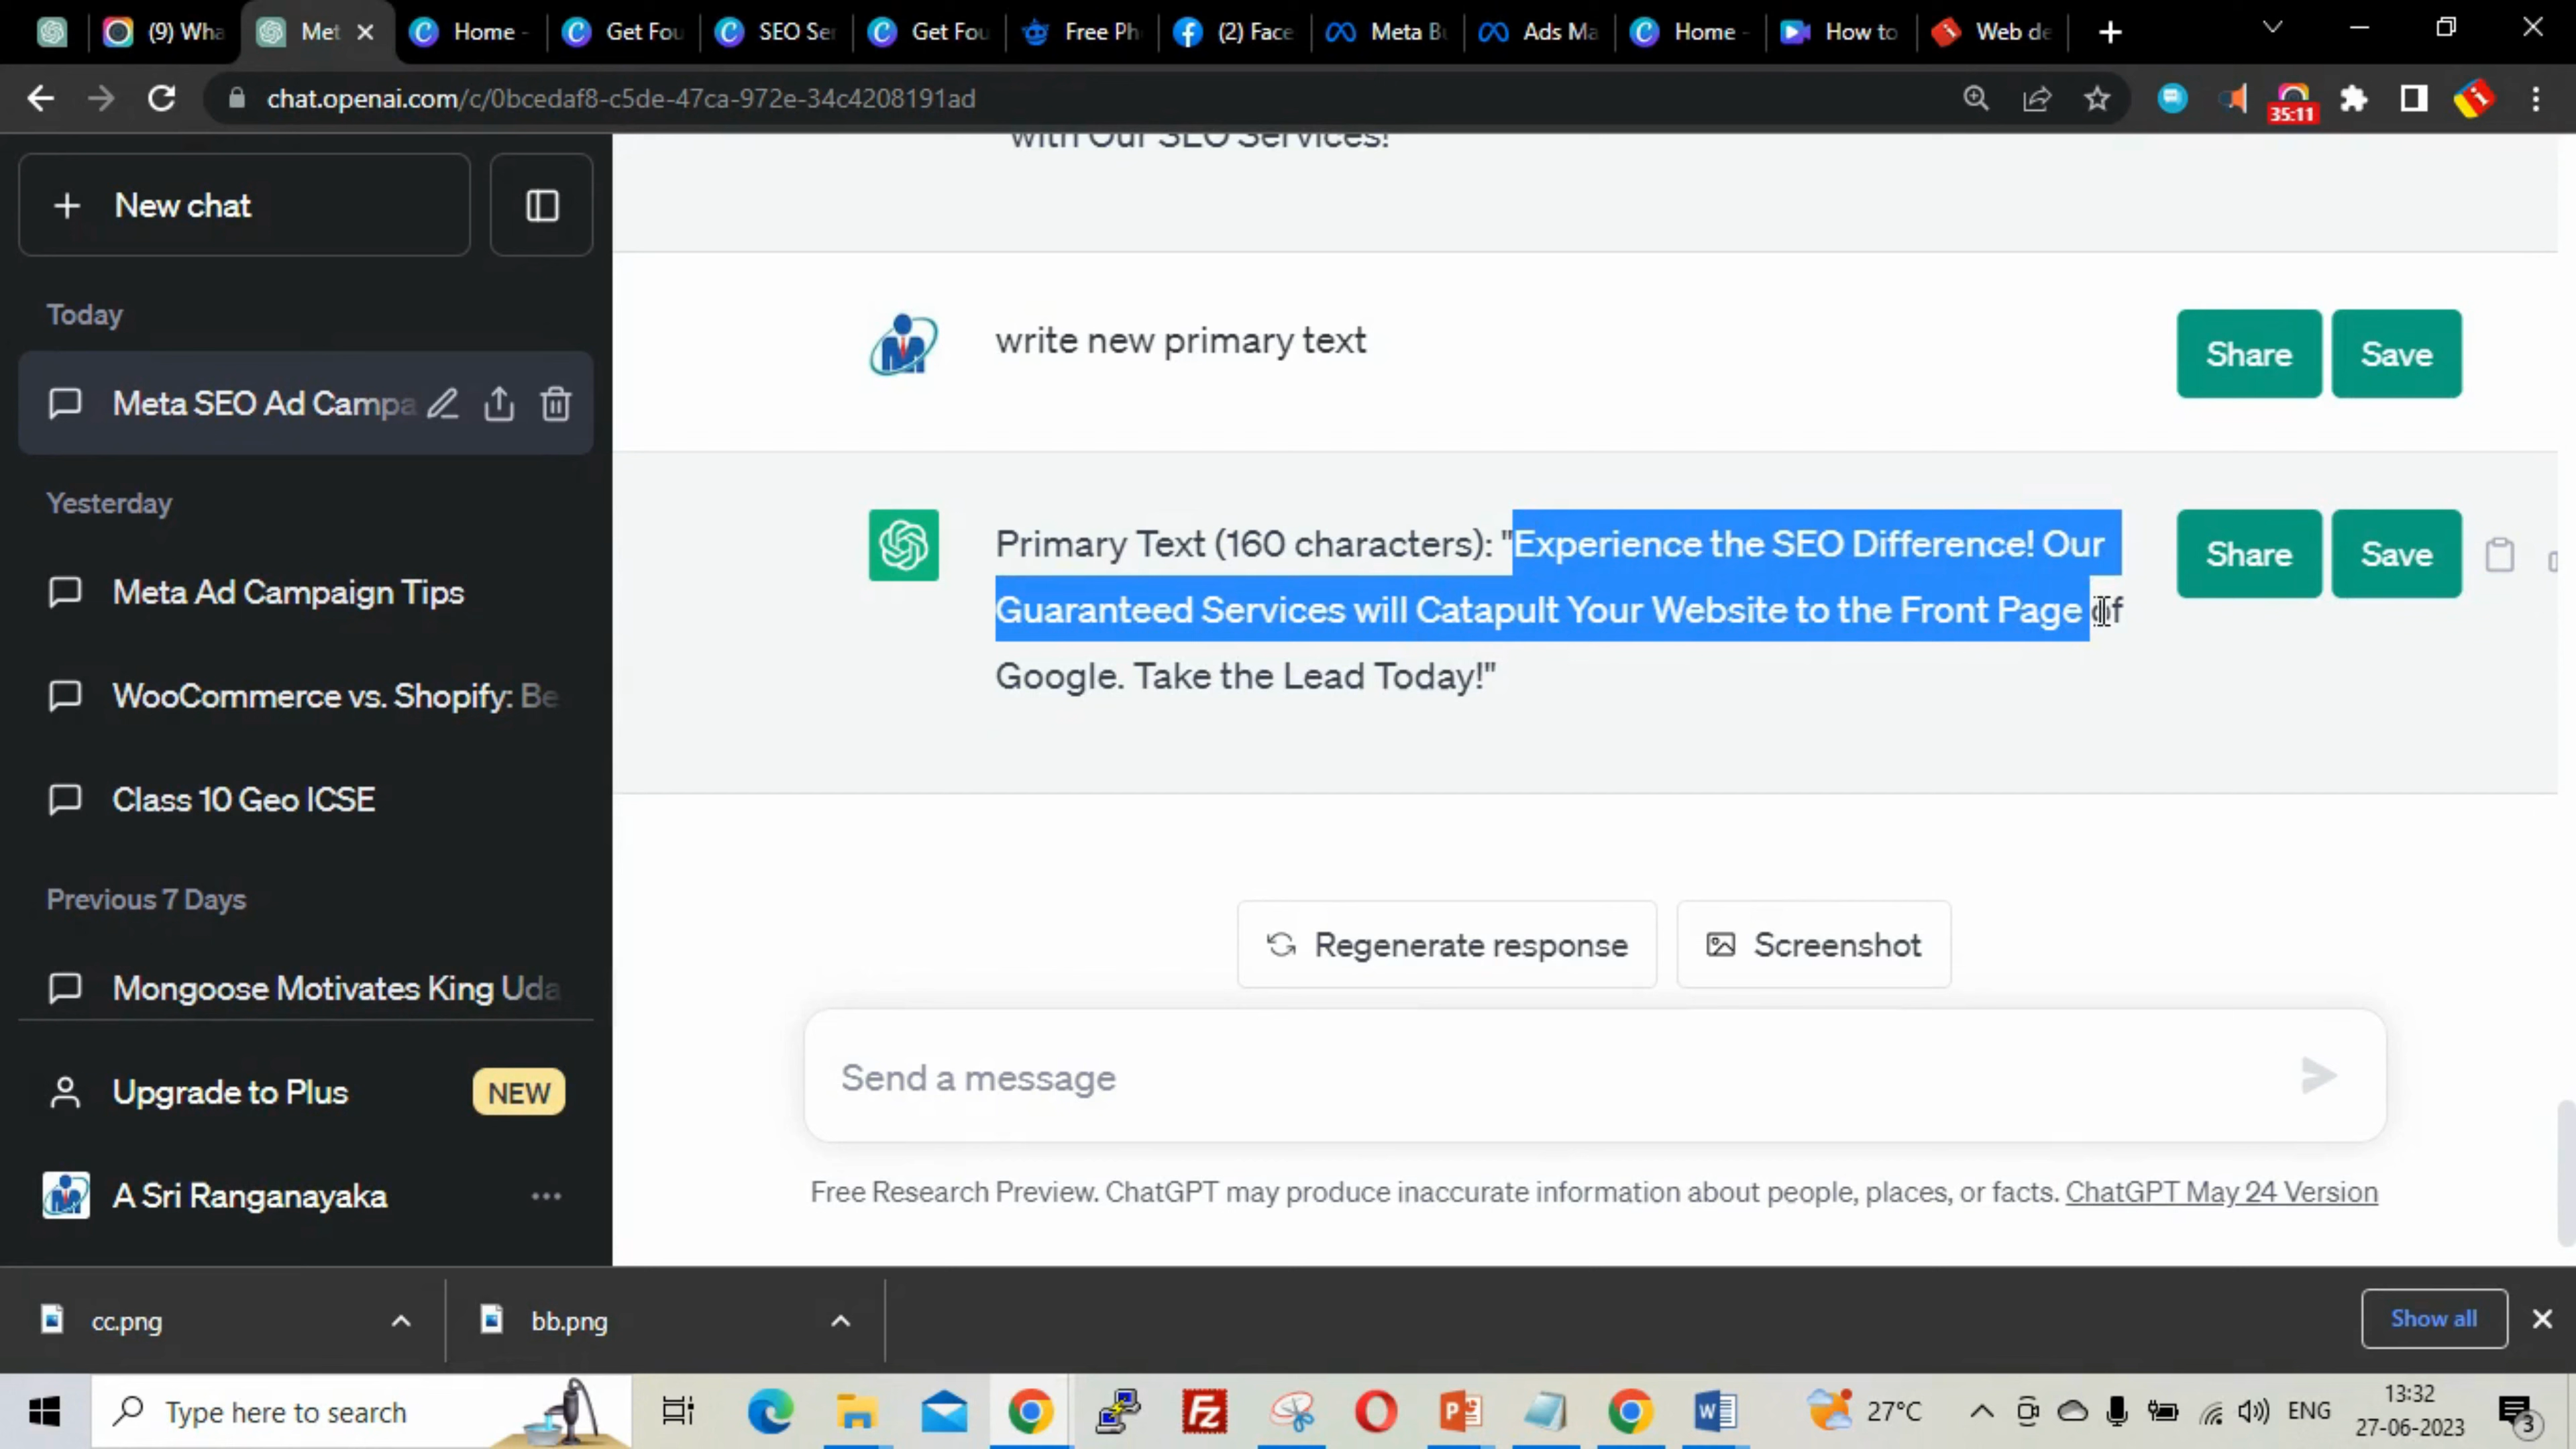 (9) Wha
Met
Home -
Get Fou
SEO Ser
Get Fou
Free Ph
(2) Face
Meta Bu
Ads Ma
Home -
How to
Web de
chat.openai.com/c/0bcedaf8-c5de-47ca-972e-34c4208191ad
35:11
with Our SEO Services!
New chat
Today
write new primary text
Share
Save
Meta SEO Ad Campa
Yesterday
Primary Text (160 characters): "Experience the SEO Difference! Our
Guaranteed Services will Catapult Your Website to the Front Page of
Google. Take the Lead Today!"
Share
Save
Meta Ad Campaign Tips
WooCommerce vs. Shopify: Be
Class 10 Geo ICSE
Previous 7 Days
Regenerate response
Screenshot
Mongoose Motivates King Uda
Send a message
Upgrade to Plus
NEW
A Sri Ranganayaka
Free Research Preview. ChatGPT may produce inaccurate information about people, places, or facts. ChatGPT May 24 Version
cc.png
bb.png
Show all
Type here to search
27°C
ENG
13:32
27-06-2023
3